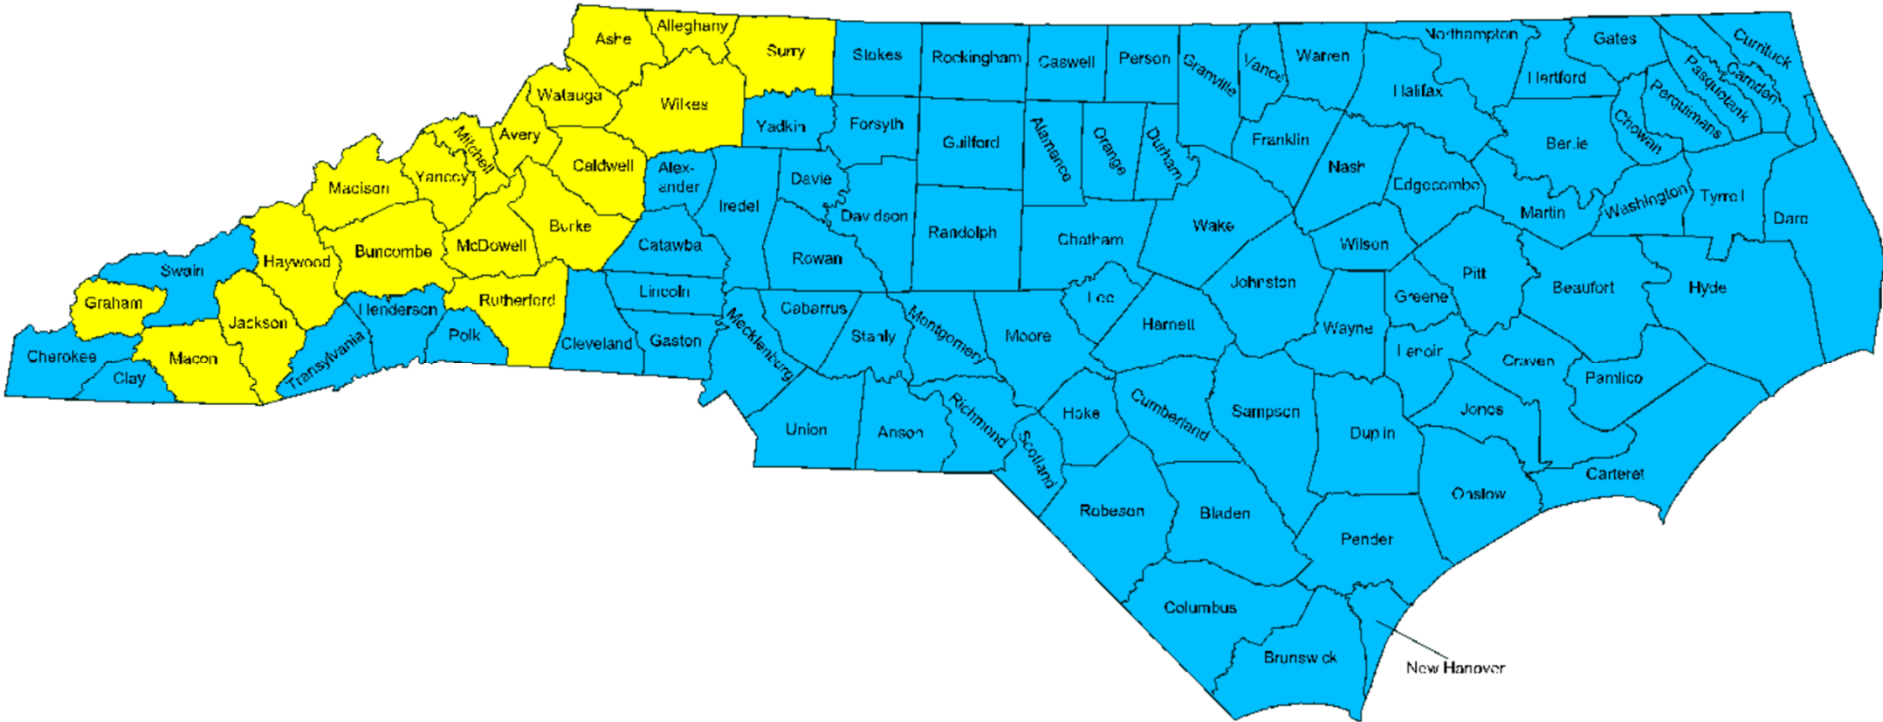 Ashe
Alleghany
Surry
Stokes
Rockingham
Caswell
Person
Granville
Vance
Warren
Northampton
Halifax
Hertford
Gates
Currituck
Camden
Pasquotank
Perquimans
Chowan
Watauga
Wilkes
Yadkin
Forsyth
Guilford
Alamance
Orange
Durham
Franklin
Nash
Edgecombe
Bertie
Mitchell
Avery
Caldwell
Alex-
ander
Iredell
Davie
Davidson
Randolph
Chatham
Wake
Wilson
Martin
Washington
Tyrrell
Dare
Madison
Yancey
Burke
McDowell
Buncombe
Haywood
Swain
Graham
Jackson
Macon
Cherokee
Clay
Transylvania
Henderson
Polk
Rutherford
Cleveland
Catawba
Lincoln
Gaston
Mecklenburg
Rowan
Cabarrus
Stanly
Montgomery
Moore
Lee
Harnett
Johnston
Wayne
Greene
Pitt
Beaufort
Hyde
Lenoir
Craven
Pamlico
Jones
Union
Anson
Richmond
Scotland
Hoke
Cumberland
Sampson
Duplin
Onslow
Carteret
Robeson
Bladen
Pender
Columbus
Brunswick
New Hanover